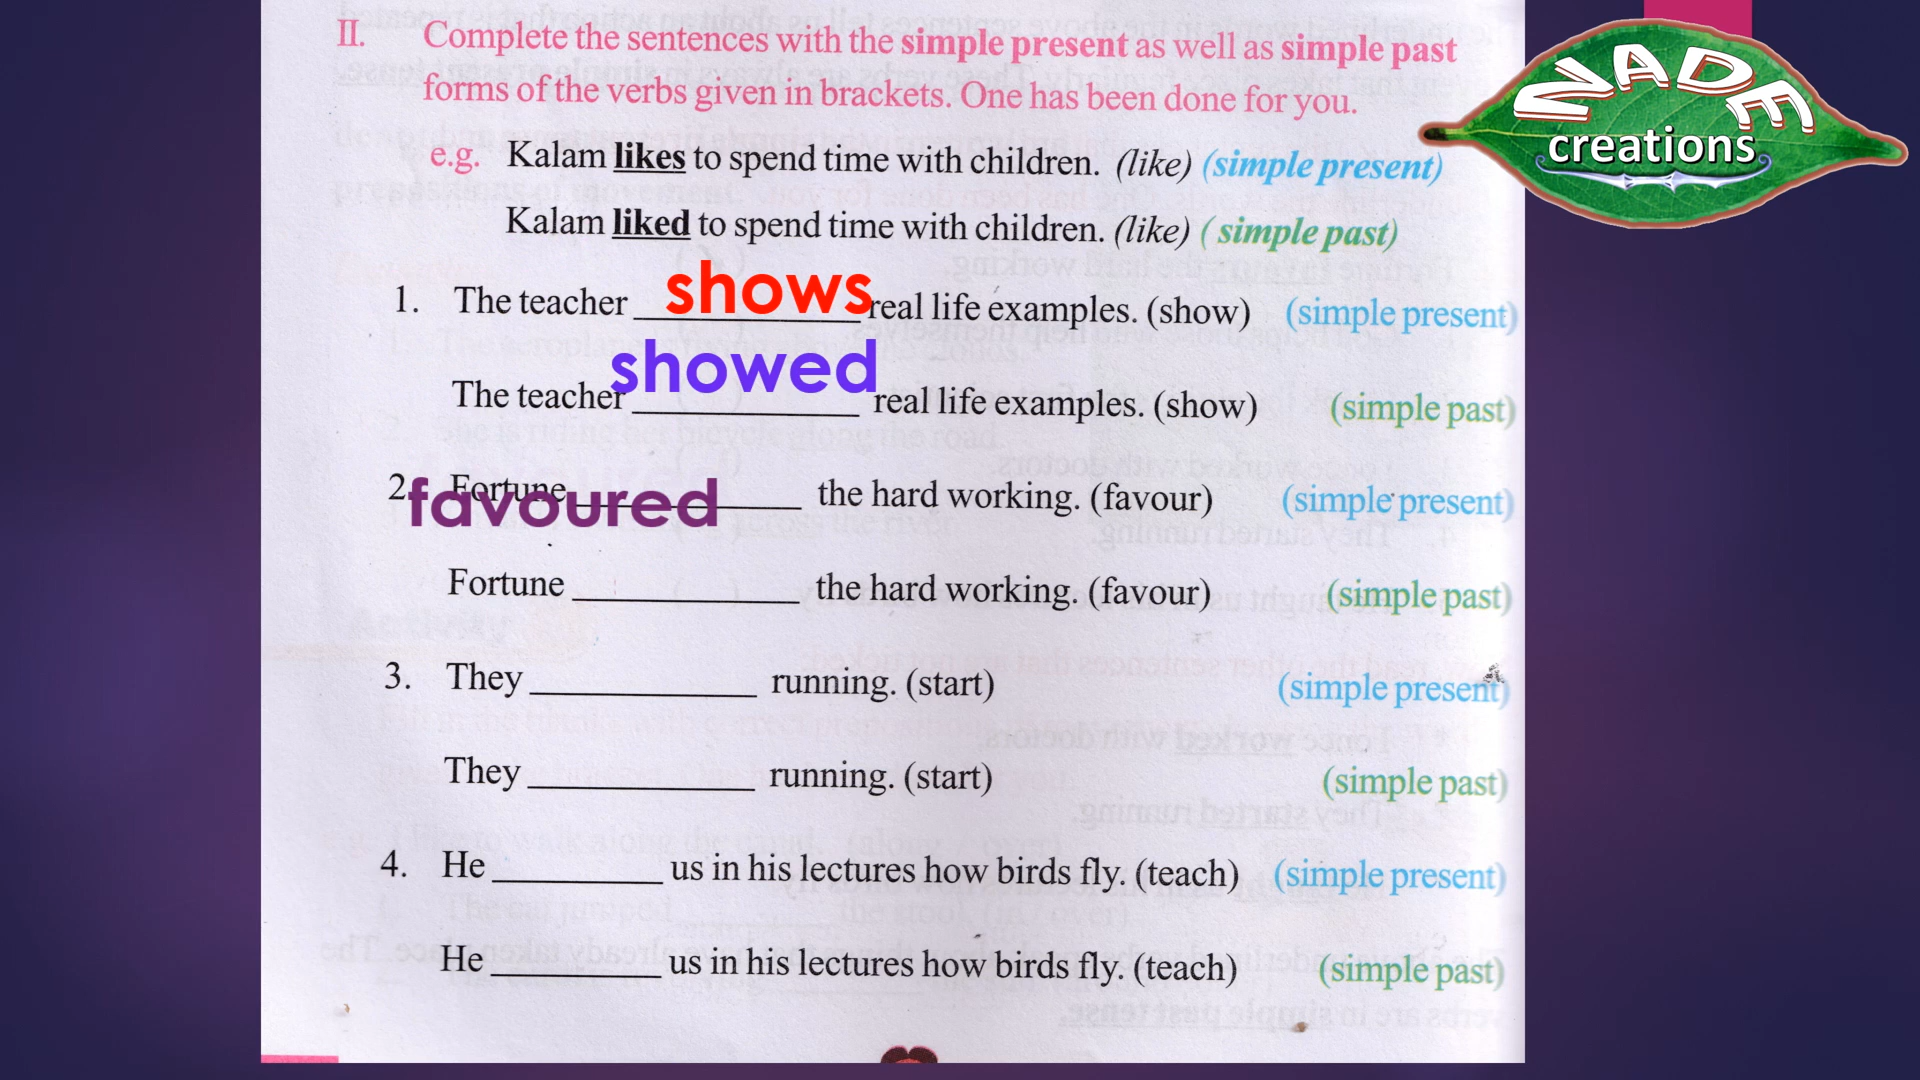 II. Complete the sentences with the simple present as well as simple past
forms of the verbs given in brackets. One has been done for you.
e.g. Kalam likes to spend time with children. (like) (simple present)
Kalam liked to spend time with children. (like) ( simple past)
1. The teacher ____________ shows real life examples. (show) (simple present)
The teacher ____________ showed real life examples. (show) (simple past)
2. Fortune ____________ favoured the hard working. (favour) (simple present)
Fortune ____________ the hard working. (favour) (simple past)
3. They ____________ running. (start) (simple present)
They ____________ running. (start) (simple past)
4. He _________ us in his lectures how birds fly. (teach) (simple present)
He _________ us in his lectures how birds fly. (teach) (simple past)
NADE
creations